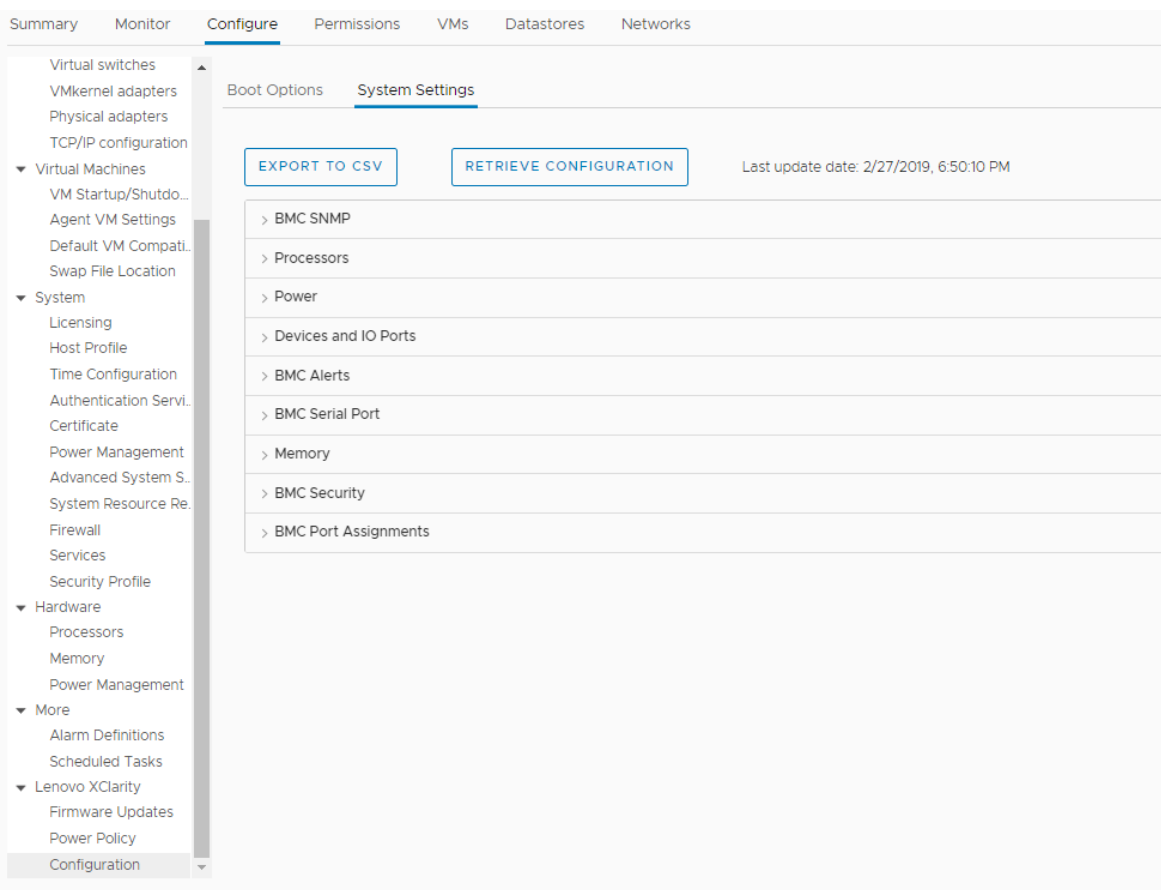 Summary Monitor Configure Permissions VMs Datastores Networks
Virtual switches
VMkernel adapters
Physical adapters
TCP/IP configuration
Virtual Machines
VM Startup/Shutdo...
Agent VM Settings
Default VM Compati..
Swap File Location
System
Licensing
Host Profile
Time Configuration
Authentication Servi..
Certificate
Power Management
Advanced System S..
System Resource Re.
Firewall
Services
Security Profile
Hardware
Processors
Memory
Power Management
More
Alarm Definitions
Scheduled Tasks
Lenovo XClarity
Firmware Updates
Power Policy
Configuration
Boot Options System Settings
EXPORT TO CSV RETRIEVE CONFIGURATION Last update date: 2/27/2019, 6:50:10 PM
BMC SNMP
Processors
Power
Devices and IO Ports
BMC Alerts
BMC Serial Port
Memory
BMC Security
BMC Port Assignments